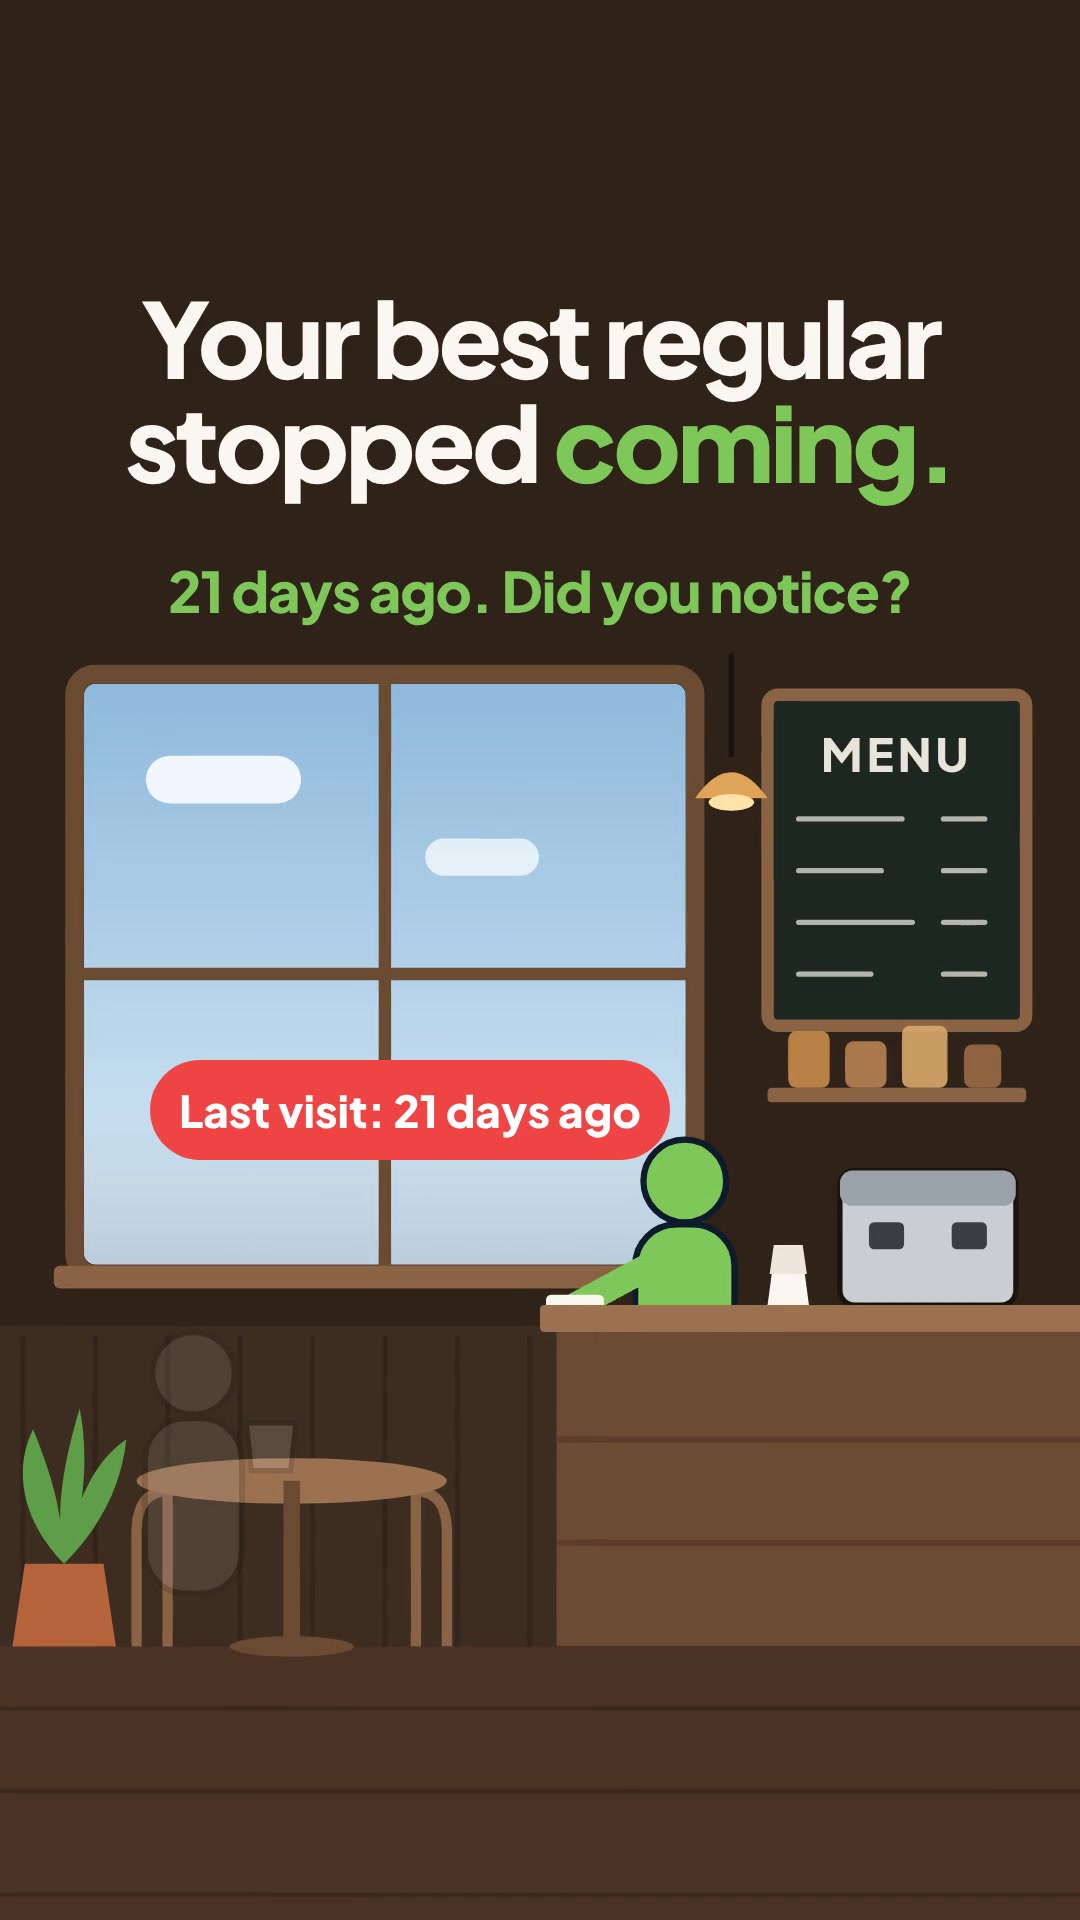 Your best regular
stopped coming.
21 days ago. Did you notice?
MENU
Last visit: 21 days ago